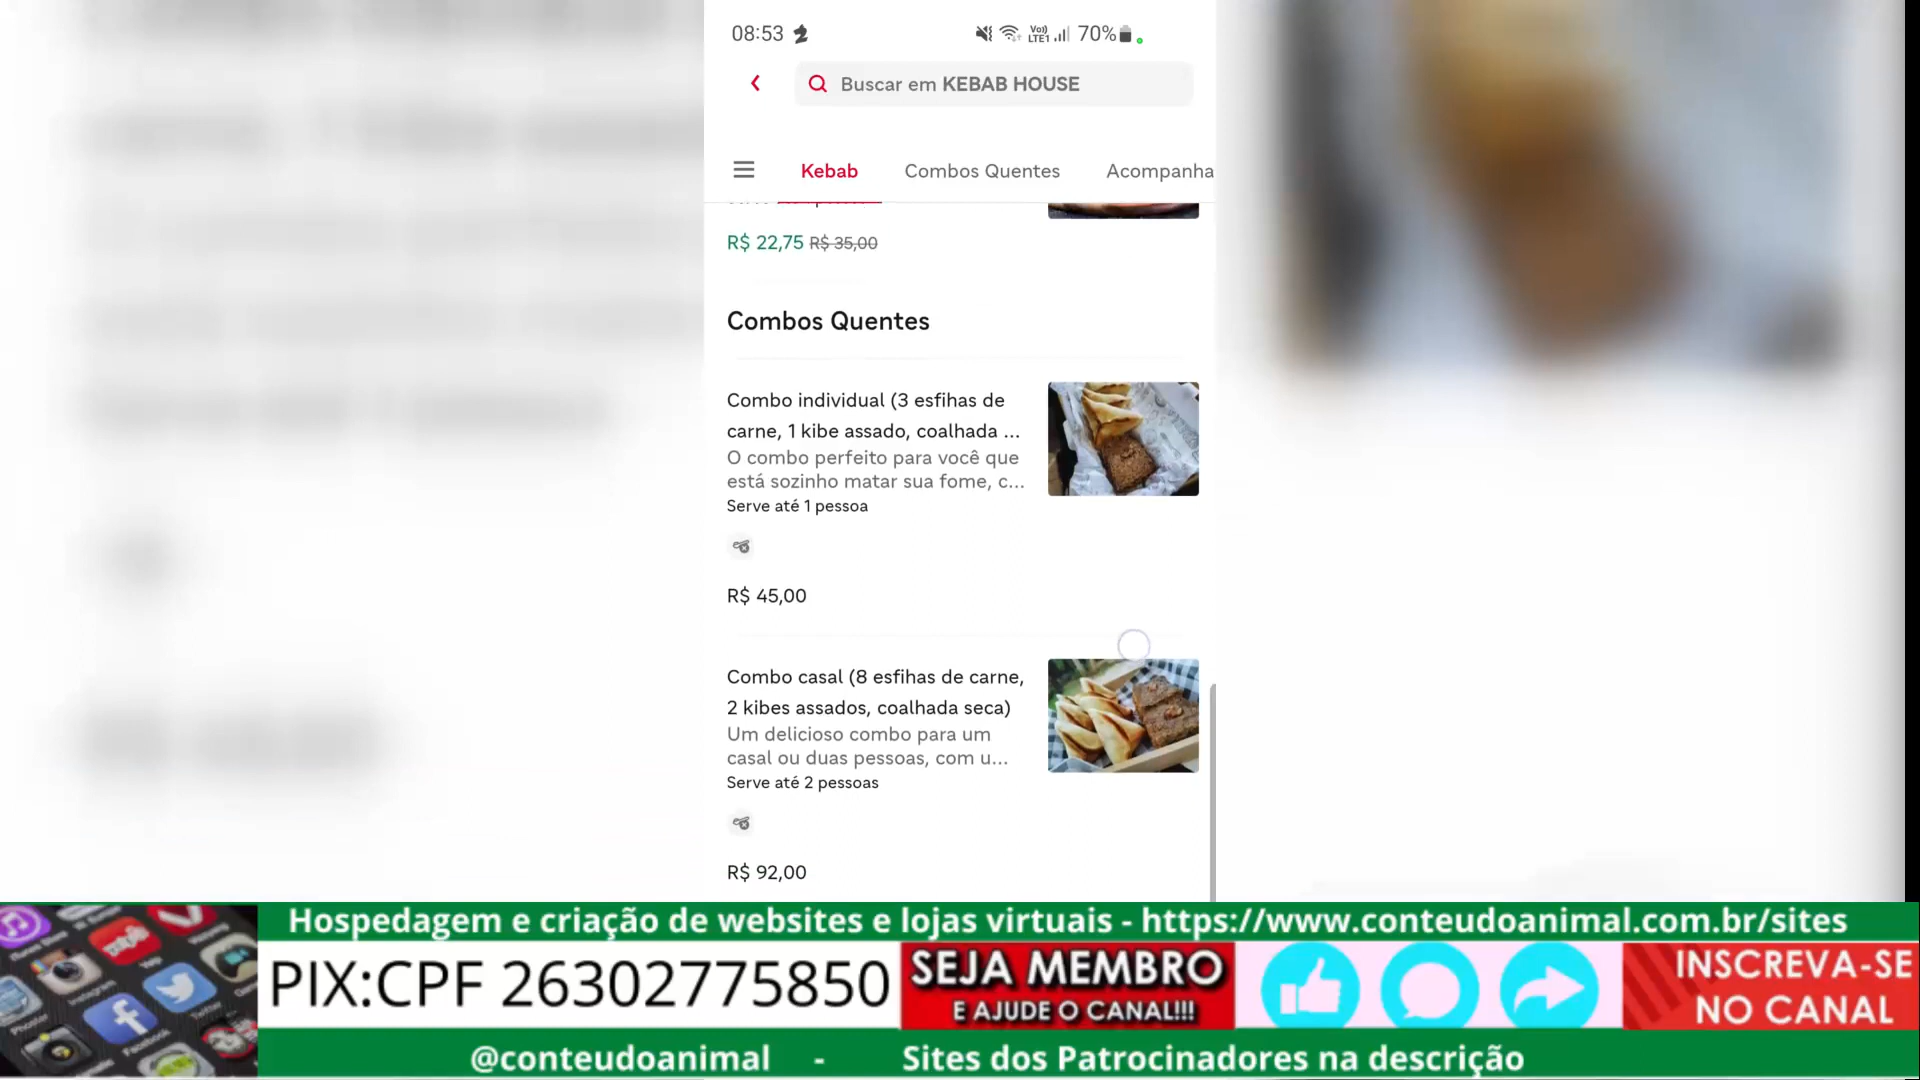 08:53
Vo))
LTE1
70%
Buscar em KEBAB HOUSE
Kebab
Combos Quentes
Acompanha
R$ 22,75 R$ 35,00
Combos Quentes
Combo individual (3 esfihas de
carne, 1 kibe assado, coalhada ...
O combo perfeito para você que
está sozinho matar sua fome, c...
Serve até 1 pessoa
R$ 45,00
Combo casal (8 esfihas de carne,
2 kibes assados, coalhada seca)
Um delicioso combo para um
casal ou duas pessoas, com u...
Serve até 2 pessoas
R$ 92,00
Hospedagem e criação de websites e lojas virtuais - https://www.conteudoanimal.com.br/sites
PIX:CPF 26302775850
SEJA MEMBRO
E AJUDE O CANAL!!!
INSCREVA-SE
NO CANAL
@conteudoanimal - Sites dos Patrocinadores na descrição
Instagram
Facebook
Twitter